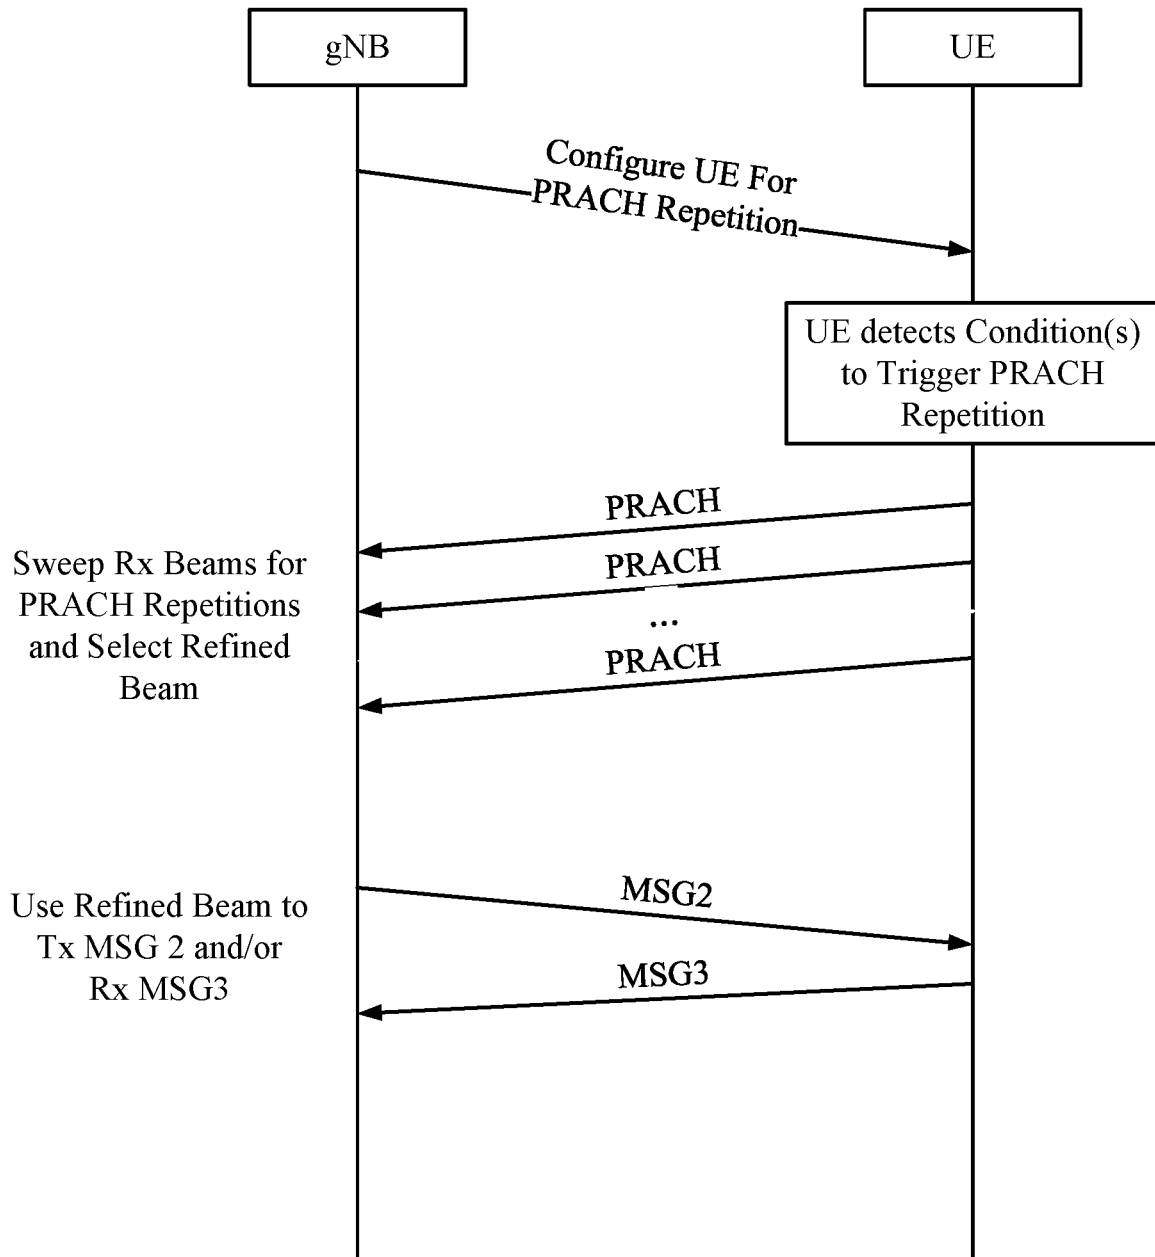 gNB
UE
Configure UE For
PRACH Repetition
UE detects Condition(s)
to Trigger PRACH
Repetition
PRACH
Sweep Rx Beams for
PRACH Repetitions
and Select Refined
Beam
PRACH
...
PRACH
Use Refined Beam to
Tx MSG 2 and/or
Rx MSG3
MSG2
MSG3